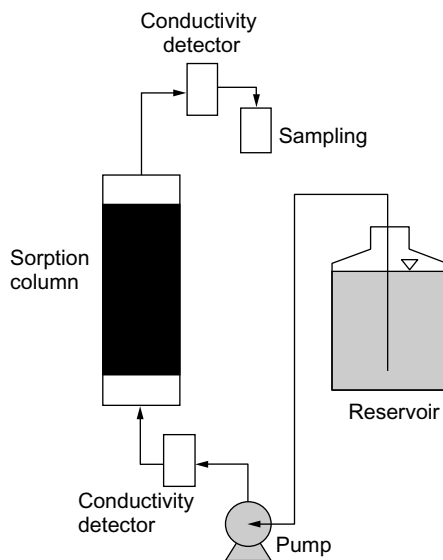 Conductivity
detector
Sampling
Sorption
column
Reservoir
Conductivity
detector
Pump